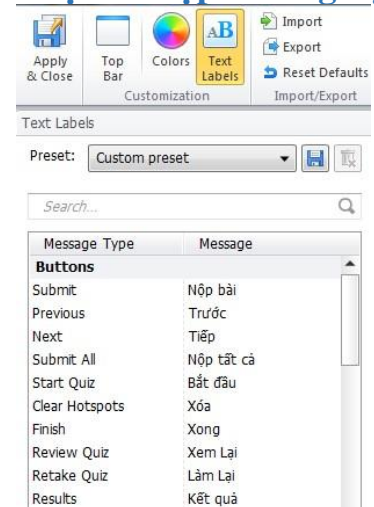 Import
Export
Reset Defaults
Apply & Close
Top Bar
Colors
AB
Text Labels
Customization
Import/Export
Text Labels
Preset: Custom preset
Search...
Message Type Message
Buttons
Submit Nộp bài
Previous Trước
Next Tiếp
Submit All Nộp tất cả
Start Quiz Bắt đầu
Clear Hotspots Xóa
Finish Xong
Review Quiz Xem Lại
Retake Quiz Làm Lại
Results Kết quả